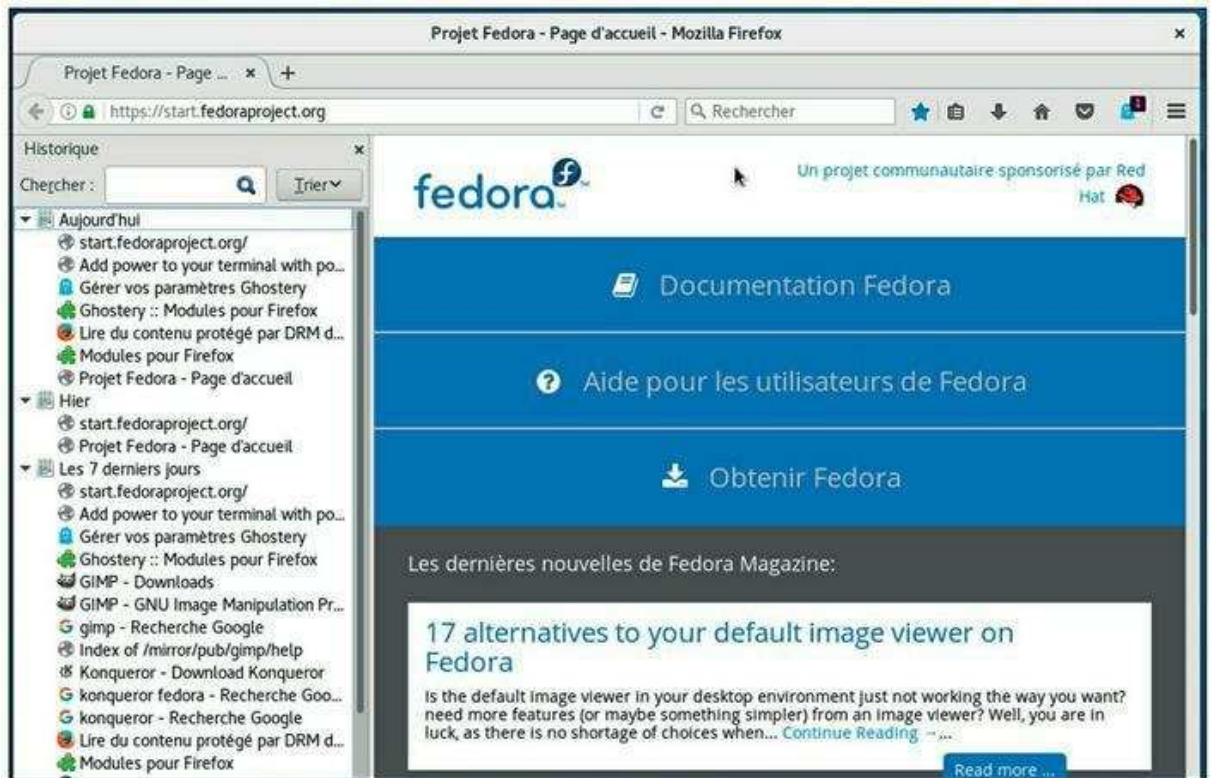 Projet Fedora - Page d'accueil - Mozilla Firefox
Projet Fedora - Page ...
https://start.fedoraproject.org
Rechercher
1
Historique
Chercher :
Trier
Aujourd'hui
start.fedoraproject.org/
Add power to your terminal with po...
Gérer vos paramètres Ghostery
Ghostery :: Modules pour Firefox
Lire du contenu protégé par DRM d...
Modules pour Firefox
Projet Fedora - Page d'accueil
Hier
start.fedoraproject.org/
Projet Fedora - Page d'accueil
Les 7 derniers jours
start.fedoraproject.org/
Add power to your terminal with po...
Gérer vos paramètres Ghostery
Ghostery :: Modules pour Firefox
GIMP - Downloads
GIMP - GNU Image Manipulation Pr...
gimp - Recherche Google
Index of /mirror/pub/gimp/help
Konqueror - Download Konqueror
konqueror fedora - Recherche Goo...
konqueror - Recherche Google
Lire du contenu protégé par DRM d...
Modules pour Firefox
fedora
Un projet communautaire sponsorisé par Red
Hat
Documentation Fedora
Aide pour les utilisateurs de Fedora
Obtenir Fedora
Les dernières nouvelles de Fedora Magazine:
17 alternatives to your default image viewer on
Fedora
Is the default image viewer in your desktop environment just not working the way you want?
need more features (or maybe something simpler) from an image viewer? Well, you are in
luck, as there is no shortage of choices when... Continue Reading →...
Read more ...